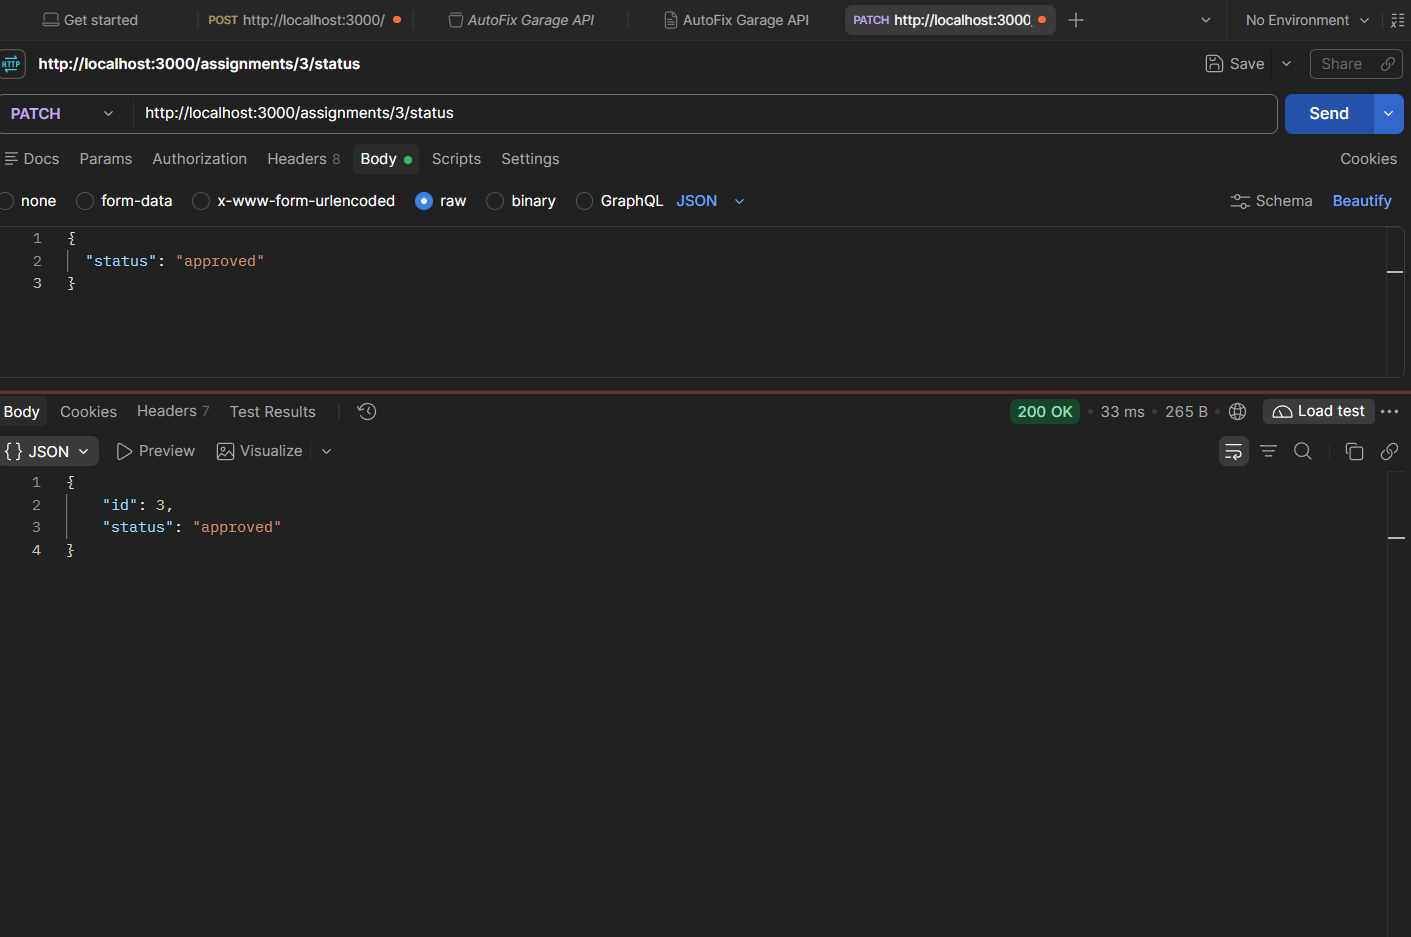 Get started POST http://localhost:3000/ AutoFix Garage API AutoFix Garage API PATCH http://localhost:3000 No Environment
HTTP http://localhost:3000/assignments/3/status Save Share
PATCH http://localhost:3000/assignments/3/status Send
Docs Params Authorization Headers 8 Body Scripts Settings Cookies
none form-data x-www-form-urlencoded raw binary GraphQL JSON Schema Beautify
1 {
2 "status": "approved"
3 }
Body Cookies Headers 7 Test Results 200 OK 33 ms 265 B Load test
{ } JSON Preview Visualize
1 {
2 "id": 3,
3 "status": "approved"
4 }